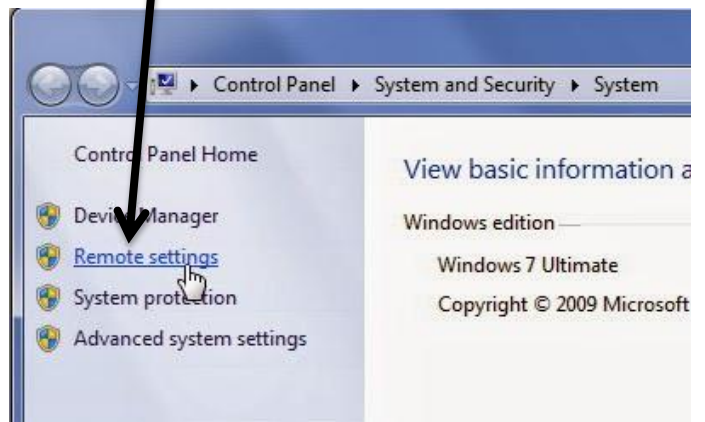 Control Panel ▸ System and Security ▸ System
Control Panel Home
Device Manager
Remote settings
System protection
Advanced system settings
View basic information a
Windows edition
Windows 7 Ultimate
Copyright © 2009 Microsoft